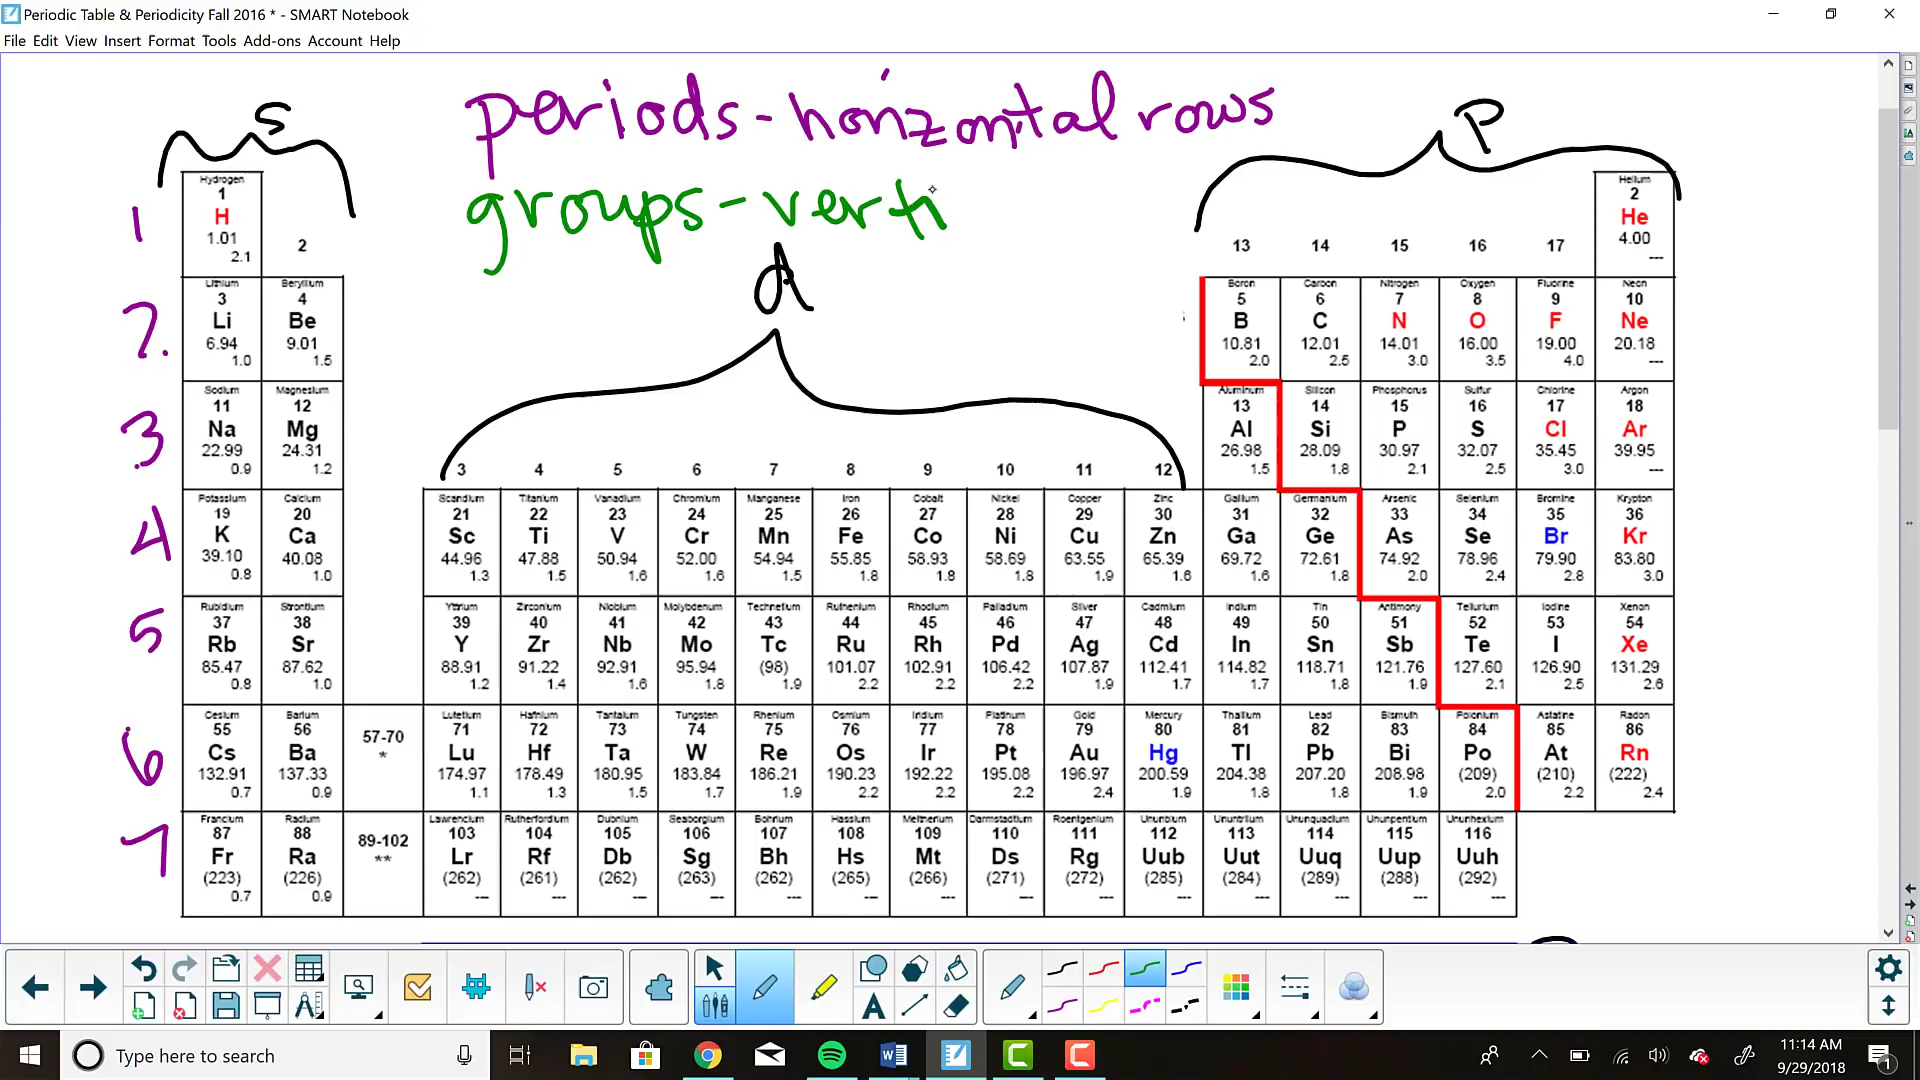 Periodic Table & Periodicity Fall 2016 * - SMART Notebook
File Edit View Insert Format Tools Add-ons Account Help
s
periods - horizontal rows
P
groups - verti
d
1 2. 3 4 5 6 7
2 13 14 15 16 17
3 4 5 6 7 8 9 10 11 12
Hydrogen 1 H 1.01 2.1
Helium 2 He 4.00 ---
Lithium 3 Li 6.94 1.0
Beryllium 4 Be 9.01 1.5
Boron 5 B 10.81 2.0
Carbon 6 C 12.01 2.5
Nitrogen 7 N 14.01 3.0
Oxygen 8 O 16.00 3.5
Fluorine 9 F 19.00 4.0
Neon 10 Ne 20.18 ---
Sodium 11 Na 22.99 0.9
Magnesium 12 Mg 24.31 1.2
Aluminum 13 Al 26.98 1.5
Silicon 14 Si 28.09 1.8
Phosphorus 15 P 30.97 2.1
Sulfur 16 S 32.07 2.5
Chlorine 17 Cl 35.45 3.0
Argon 18 Ar 39.95 ---
Potassium 19 K 39.10 0.8
Calcium 20 Ca 40.08 1.0
Scandium 21 Sc 44.96 1.3
Titanium 22 Ti 47.88 1.5
Vanadium 23 V 50.94 1.6
Chromium 24 Cr 52.00 1.6
Manganese 25 Mn 54.94 1.5
Iron 26 Fe 55.85 1.8
Cobalt 27 Co 58.93 1.8
Nickel 28 Ni 58.69 1.8
Copper 29 Cu 63.55 1.9
Zinc 30 Zn 65.39 1.6
Gallium 31 Ga 69.72 1.6
Germanium 32 Ge 72.61 1.8
Arsenic 33 As 74.92 2.0
Selenium 34 Se 78.96 2.4
Bromine 35 Br 79.90 2.8
Krypton 36 Kr 83.80 3.0
Rubidium 37 Rb 85.47 0.8
Strontium 38 Sr 87.62 1.0
Yttrium 39 Y 88.91 1.2
Zirconium 40 Zr 91.22 1.4
Niobium 41 Nb 92.91 1.6
Molybdenum 42 Mo 95.94 1.8
Technetium 43 Tc (98) 1.9
Ruthenium 44 Ru 101.07 2.2
Rhodium 45 Rh 102.91 2.2
Palladium 46 Pd 106.42 2.2
Silver 47 Ag 107.87 1.9
Cadmium 48 Cd 112.41 1.7
Indium 49 In 114.82 1.7
Tin 50 Sn 118.71 1.8
Antimony 51 Sb 121.76 1.9
Tellurium 52 Te 127.60 2.1
Iodine 53 I 126.90 2.5
Xenon 54 Xe 131.29 2.6
Cesium 55 Cs 132.91 0.7
Barium 56 Ba 137.33 0.9
57-70 *
Lutetium 71 Lu 174.97 1.1
Hafnium 72 Hf 178.49 1.3
Tantalum 73 Ta 180.95 1.5
Tungsten 74 W 183.84 1.7
Rhenium 75 Re 186.21 1.9
Osmium 76 Os 190.23 2.2
Iridium 77 Ir 192.22 2.2
Platinum 78 Pt 195.08 2.2
Gold 79 Au 196.97 2.4
Mercury 80 Hg 200.59 1.9
Thallium 81 Tl 204.38 1.8
Lead 82 Pb 207.20 1.8
Bismuth 83 Bi 208.98 1.9
Polonium 84 Po (209) 2.0
Astatine 85 At (210) 2.2
Radon 86 Rn (222) 2.4
Francium 87 Fr (223) 0.7
Radium 88 Ra (226) 0.9
89-102 **
Lawrencium 103 Lr (262) ---
Rutherfordium 104 Rf (261) ---
Dubnium 105 Db (262) ---
Seaborgium 106 Sg (263) ---
Bohrium 107 Bh (262) ---
Hassium 108 Hs (265) ---
Meitnerium 109 Mt (266) ---
Darmstadtium 110 Ds (271) ---
Roentgenium 111 Rg (272) ---
Ununbium 112 Uub (285) ---
Ununtrium 113 Uut (284) ---
Ununquadium 114 Uuq (289) ---
Ununpentium 115 Uup (288) ---
Ununhexium 116 Uuh (292) ---
Type here to search
11:14 AM
9/29/2018
1